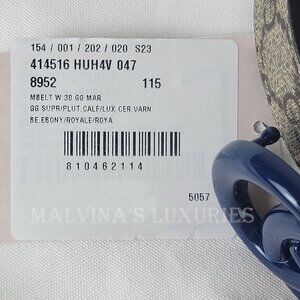 154 / 001 / 202 / 020 S23
414516 HUH4V 047
8952 115
MBELT W.30 GG MAR
GG SUPR/PLUT.CALF/LUX CER.VARN
BE.EBONY/ROYALE/ROYA
810462114
5057
MALVINA'S LUXURIES